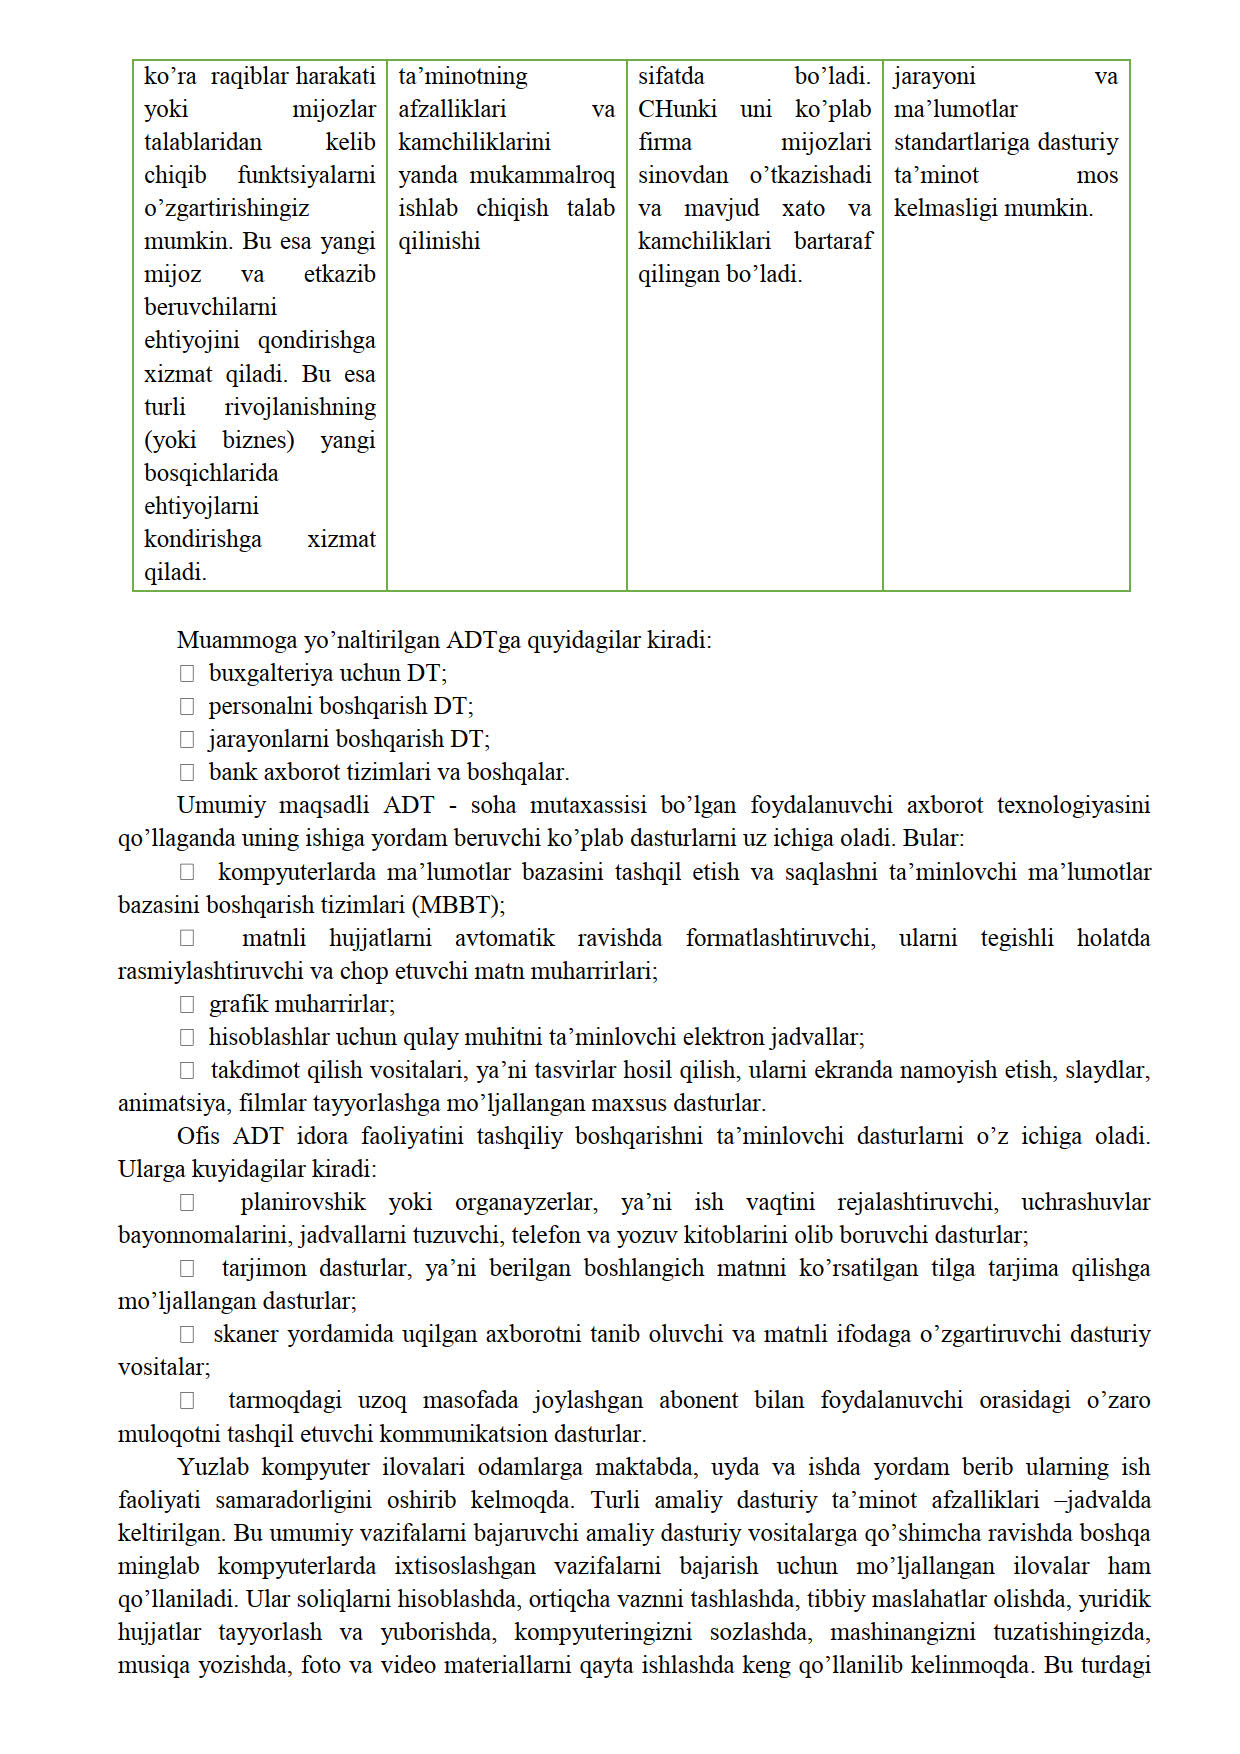 ko’ra raqiblar harakati
yoki mijozlar
talablaridan kelib
chiqib funktsiyalarni
o’zgartirishingiz
mumkin. Bu esa yangi
mijoz va etkazib
beruvchilarni
ehtiyojini qondirishga
xizmat qiladi. Bu esa
turli rivojlanishning
(yoki biznes) yangi
bosqichlarida
ehtiyojlarni
kondirishga xizmat
qiladi.
ta’minotning
afzalliklari va
kamchiliklarini
yanda mukammalroq
ishlab chiqish talab
qilinishi
sifatda bo’ladi.
CHunki uni ko’plab
firma mijozlari
sinovdan o’tkazishadi
va mavjud xato va
kamchiliklari bartaraf
qilingan bo’ladi.
jarayoni va
ma’lumotlar
standartlariga dasturiy
ta’minot mos
kelmasligi mumkin.
Muammoga yo’naltirilgan ADTga quyidagilar kiradi:
□ buxgalteriya uchun DT;
□ personalni boshqarish DT;
□ jarayonlarni boshqarish DT;
□ bank axborot tizimlari va boshqalar.
Umumiy maqsadli ADT - soha mutaxassisi bo’lgan foydalanuvchi axborot texnologiyasini
qo’llaganda uning ishiga yordam beruvchi ko’plab dasturlarni uz ichiga oladi. Bular:
□ kompyuterlarda ma’lumotlar bazasini tashqil etish va saqlashni ta’minlovchi ma’lumotlar
bazasini boshqarish tizimlari (MBBT);
□ matnli hujjatlarni avtomatik ravishda formatlashtiruvchi, ularni tegishli holatda
rasmiylashtiruvchi va chop etuvchi matn muharrirlari;
□ grafik muharrirlar;
□ hisoblashlar uchun qulay muhitni ta’minlovchi elektron jadvallar;
□ takdimot qilish vositalari, ya’ni tasvirlar hosil qilish, ularni ekranda namoyish etish, slaydlar,
animatsiya, filmlar tayyorlashga mo’ljallangan maxsus dasturlar.
Ofis ADT idora faoliyatini tashqiliy boshqarishni ta’minlovchi dasturlarni o’z ichiga oladi.
Ularga kuyidagilar kiradi:
□ planirovshik yoki organayzerlar, ya’ni ish vaqtini rejalashtiruvchi, uchrashuvlar
bayonnomalarini, jadvallarni tuzuvchi, telefon va yozuv kitoblarini olib boruvchi dasturlar;
□ tarjimon dasturlar, ya’ni berilgan boshlangich matnni ko’rsatilgan tilga tarjima qilishga
mo’ljallangan dasturlar;
□ skaner yordamida uqilgan axborotni tanib oluvchi va matnli ifodaga o’zgartiruvchi dasturiy
vositalar;
□ tarmoqdagi uzoq masofada joylashgan abonent bilan foydalanuvchi orasidagi o’zaro
muloqotni tashqil etuvchi kommunikatsion dasturlar.
Yuzlab kompyuter ilovalari odamlarga maktabda, uyda va ishda yordam berib ularning ish
faoliyati samaradorligini oshirib kelmoqda. Turli amaliy dasturiy ta’minot afzalliklari –jadvalda
keltirilgan. Bu umumiy vazifalarni bajaruvchi amaliy dasturiy vositalarga qo’shimcha ravishda boshqa
minglab kompyuterlarda ixtisoslashgan vazifalarni bajarish uchun mo’ljallangan ilovalar ham
qo’llaniladi. Ular soliqlarni hisoblashda, ortiqcha vaznni tashlashda, tibbiy maslahatlar olishda, yuridik
hujjatlar tayyorlash va yuborishda, kompyuteringizni sozlashda, mashinangizni tuzatishingizda,
musiqa yozishda, foto va video materiallarni qayta ishlashda keng qo’llanilib kelinmoqda. Bu turdagi